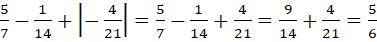 5/7 − 1/14 + |− 4/21| = 5/7 − 1/14 + 4/21 = 9/14 + 4/21 = 5/6